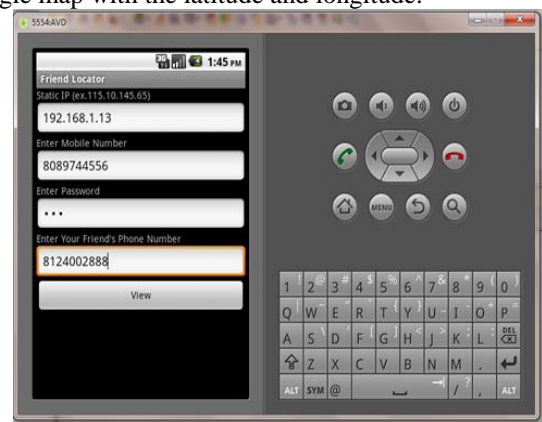 gle map with the latitude and longitude.
5554:AVD
3G 1:45 PM
Friend Locator
Static IP (ex.115.10.145.65)
192.168.1.13
Enter Mobile Number
8089744556
Enter Password
•••
Enter Your Friend's Phone Number
8124002888
View
MENU
1 ! 2 @ 3 # 4 $ 5 % 6 ^ 7 & 8 * 9 ( 0 )
Q W ~ E " R ` T { Y } U - I O + P =
A S \ D ' F [ G ] H < J > K ; L : DEL
Z X C V B N M .
ALT SYM @ / ? , ALT